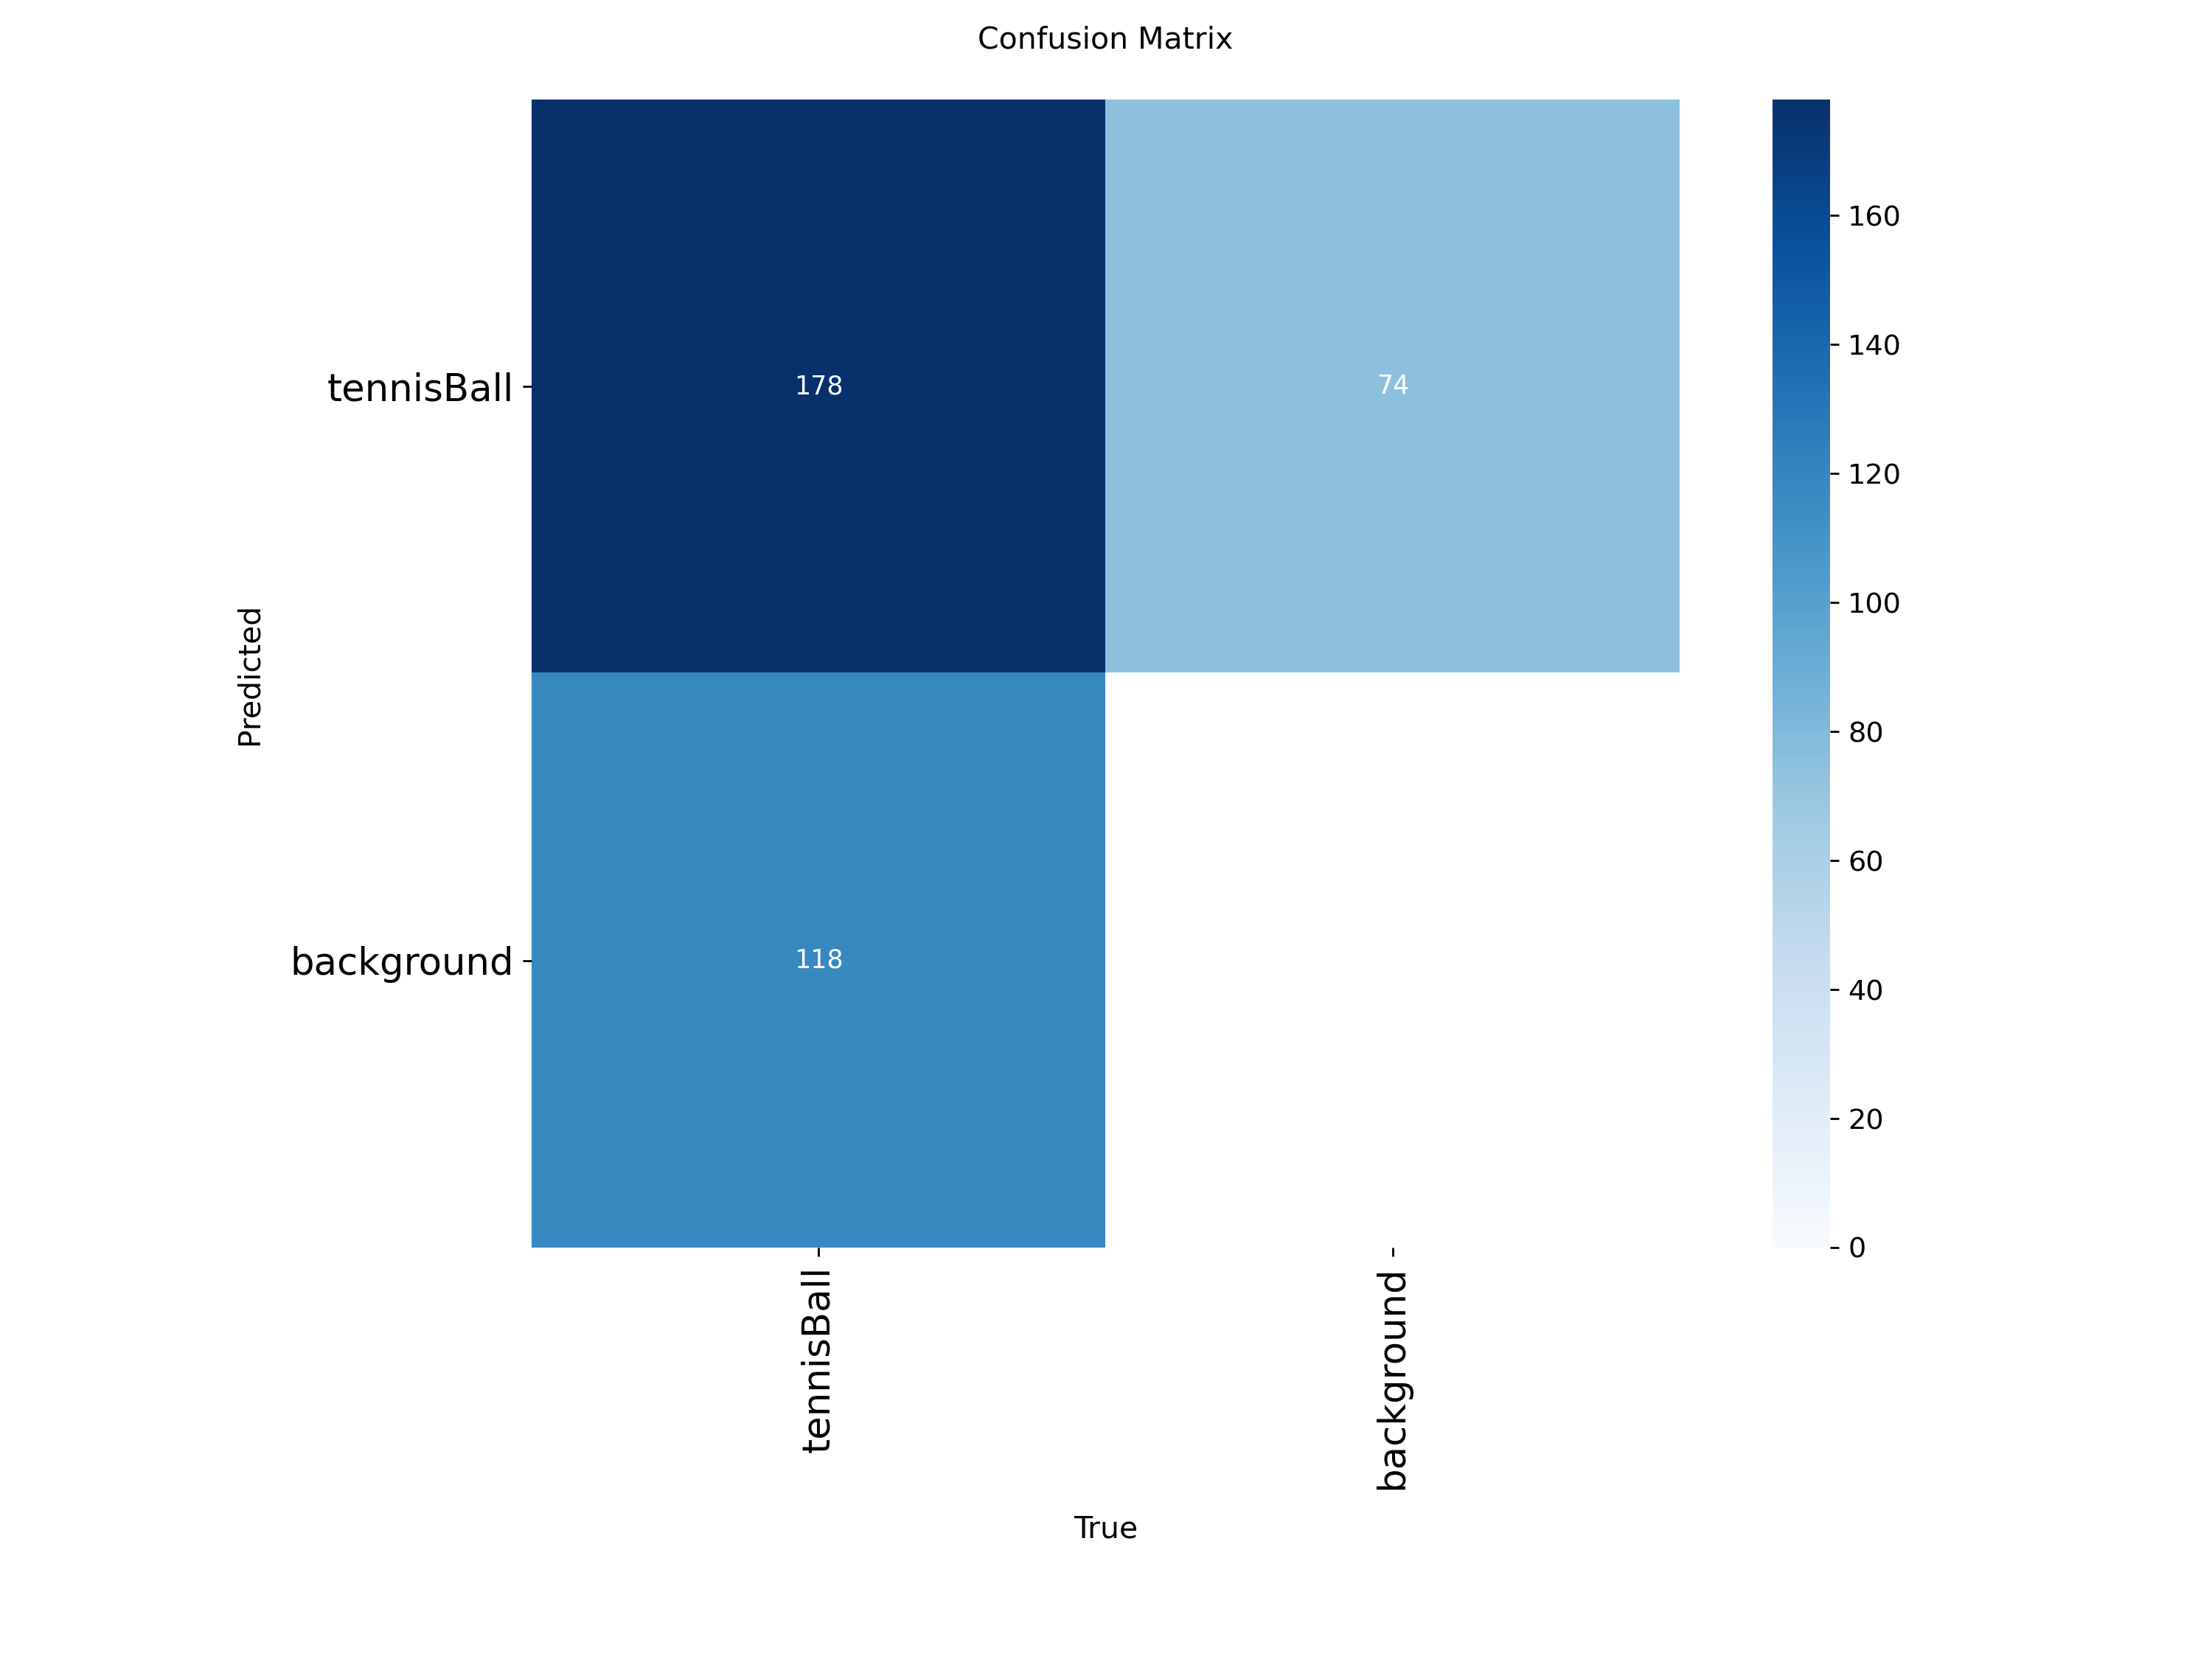 Confusion Matrix
tennisBall
178
74
160
140
120
100
80
60
40
20
0
Predicted
background
118
tennisBall
background
True